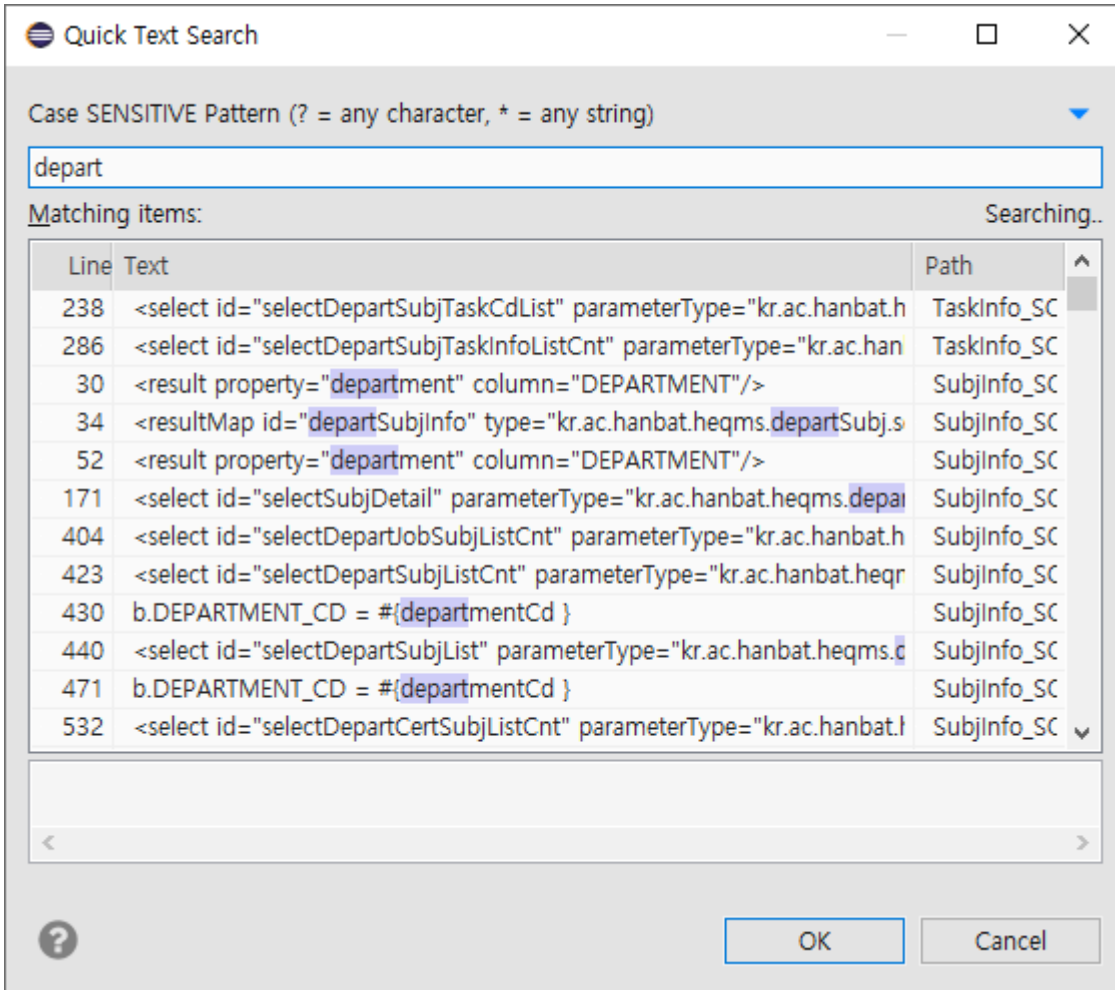 Quick Text Search
Case SENSITIVE Pattern (? = any character, * = any string)
depart
Matching items: Searching..
Line Text Path
238 <select id="selectDepartSubjTaskCdList" parameterType="kr.ac.hanbat.h TaskInfo_SC
286 <select id="selectDepartSubjTaskInfoListCnt" parameterType="kr.ac.han TaskInfo_SC
30 <result property="department" column="DEPARTMENT"/> SubjInfo_SC
34 <resultMap id="departSubjInfo" type="kr.ac.hanbat.heqms.departSubj.s SubjInfo_SC
52 <result property="department" column="DEPARTMENT"/> SubjInfo_SC
171 <select id="selectSubjDetail" parameterType="kr.ac.hanbat.heqms.depar SubjInfo_SC
404 <select id="selectDepartJobSubjListCnt" parameterType="kr.ac.hanbat.h SubjInfo_SC
423 <select id="selectDepartSubjListCnt" parameterType="kr.ac.hanbat.heqr SubjInfo_SC
430 b.DEPARTMENT_CD = #{departmentCd } SubjInfo_SC
440 <select id="selectDepartSubjList" parameterType="kr.ac.hanbat.heqms.d SubjInfo_SC
471 b.DEPARTMENT_CD = #{departmentCd } SubjInfo_SC
532 <select id="selectDepartCertSubjListCnt" parameterType="kr.ac.hanbat.h SubjInfo_SC
OK Cancel